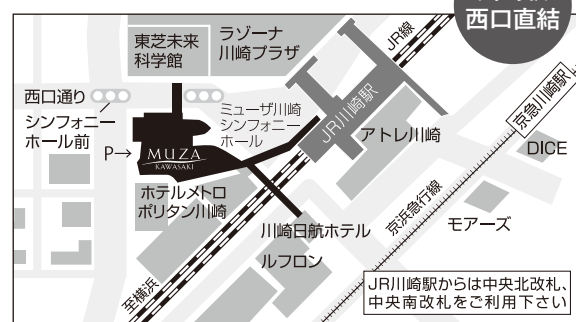 西口直結
東芝未来
科学館
ラゾーナ
川崎プラザ
JR線
西口通り
シンフォニー
ホール前
ミューザ川崎
シンフォニー
ホール
JR川崎駅
京急川崎駅
アトレ川崎
DICE
P→
MUZA
KAWASAKI
ホテルメトロ
ポリタン川崎
京浜急行線
モアーズ
川崎日航ホテル
ルフロン
至横浜
JR川崎駅からは中央北改札、
中央南改札をご利用下さい